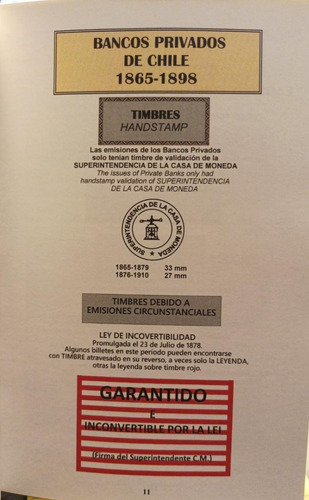 BANCOS PRIVADOS
DE CHILE
1865-1898
TIMBRES
HANDSTAMP
Las emisiones de los Bancos Privados
solo tenían timbre de validación de la
SUPERINTENDENCIA DE LA CASA DE MONEDA
The issues of Private Banks only had
handstamp validation of SUPERINTENDENCIA
DE LA CASA DE MONEDA
SUPERINTENDENCIA DE LA CASA DE MONEDA
1865-1879 33 mm
1876-1910 27 mm
TIMBRES DEBIDO A
EMISIONES CIRCUNSTANCIALES
LEY DE INCOVERTIBILIDAD
Promulgada el 23 de Julio de 1878.
Algunos billetes en este período pueden encontrarse
con TIMBRE atravesado en su reverso, a veces solo la LEYENDA,
otras la leyenda sobre timbre rojo.
GARANTIDO
E
INCONVERTIBLE POR LA LEI
(Firma del Superintendente C.M.)
11